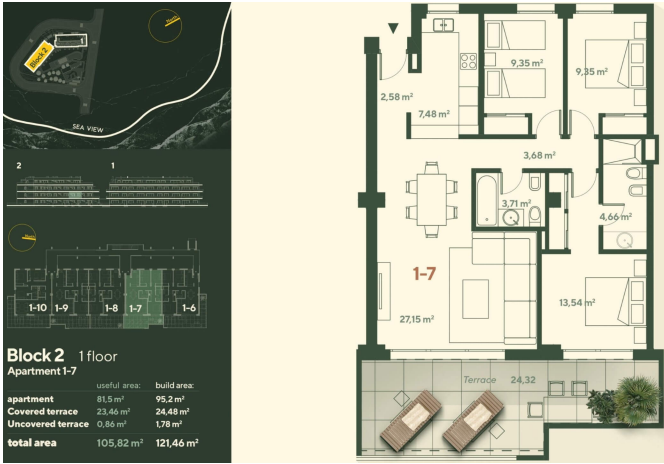 North
Block 2
1
SEA VIEW
2
1
North
1-10
1-9
1-8
1-7
1-6
Block 2 1 floor
Apartment 1-7
useful area: build area:
apartment 81,5 m² 95,2 m²
Covered terrace 23,46 m² 24,48 m²
Uncovered terrace 0,86 m² 1,78 m²
total area 105,82 m² 121,46 m²
2,58 m²
7,48 m²
9,35 m²
9,35 m²
3,68 m²
3,71 m²
4,66 m²
1-7
27,15 m²
13,54 m²
Terrace 24,32